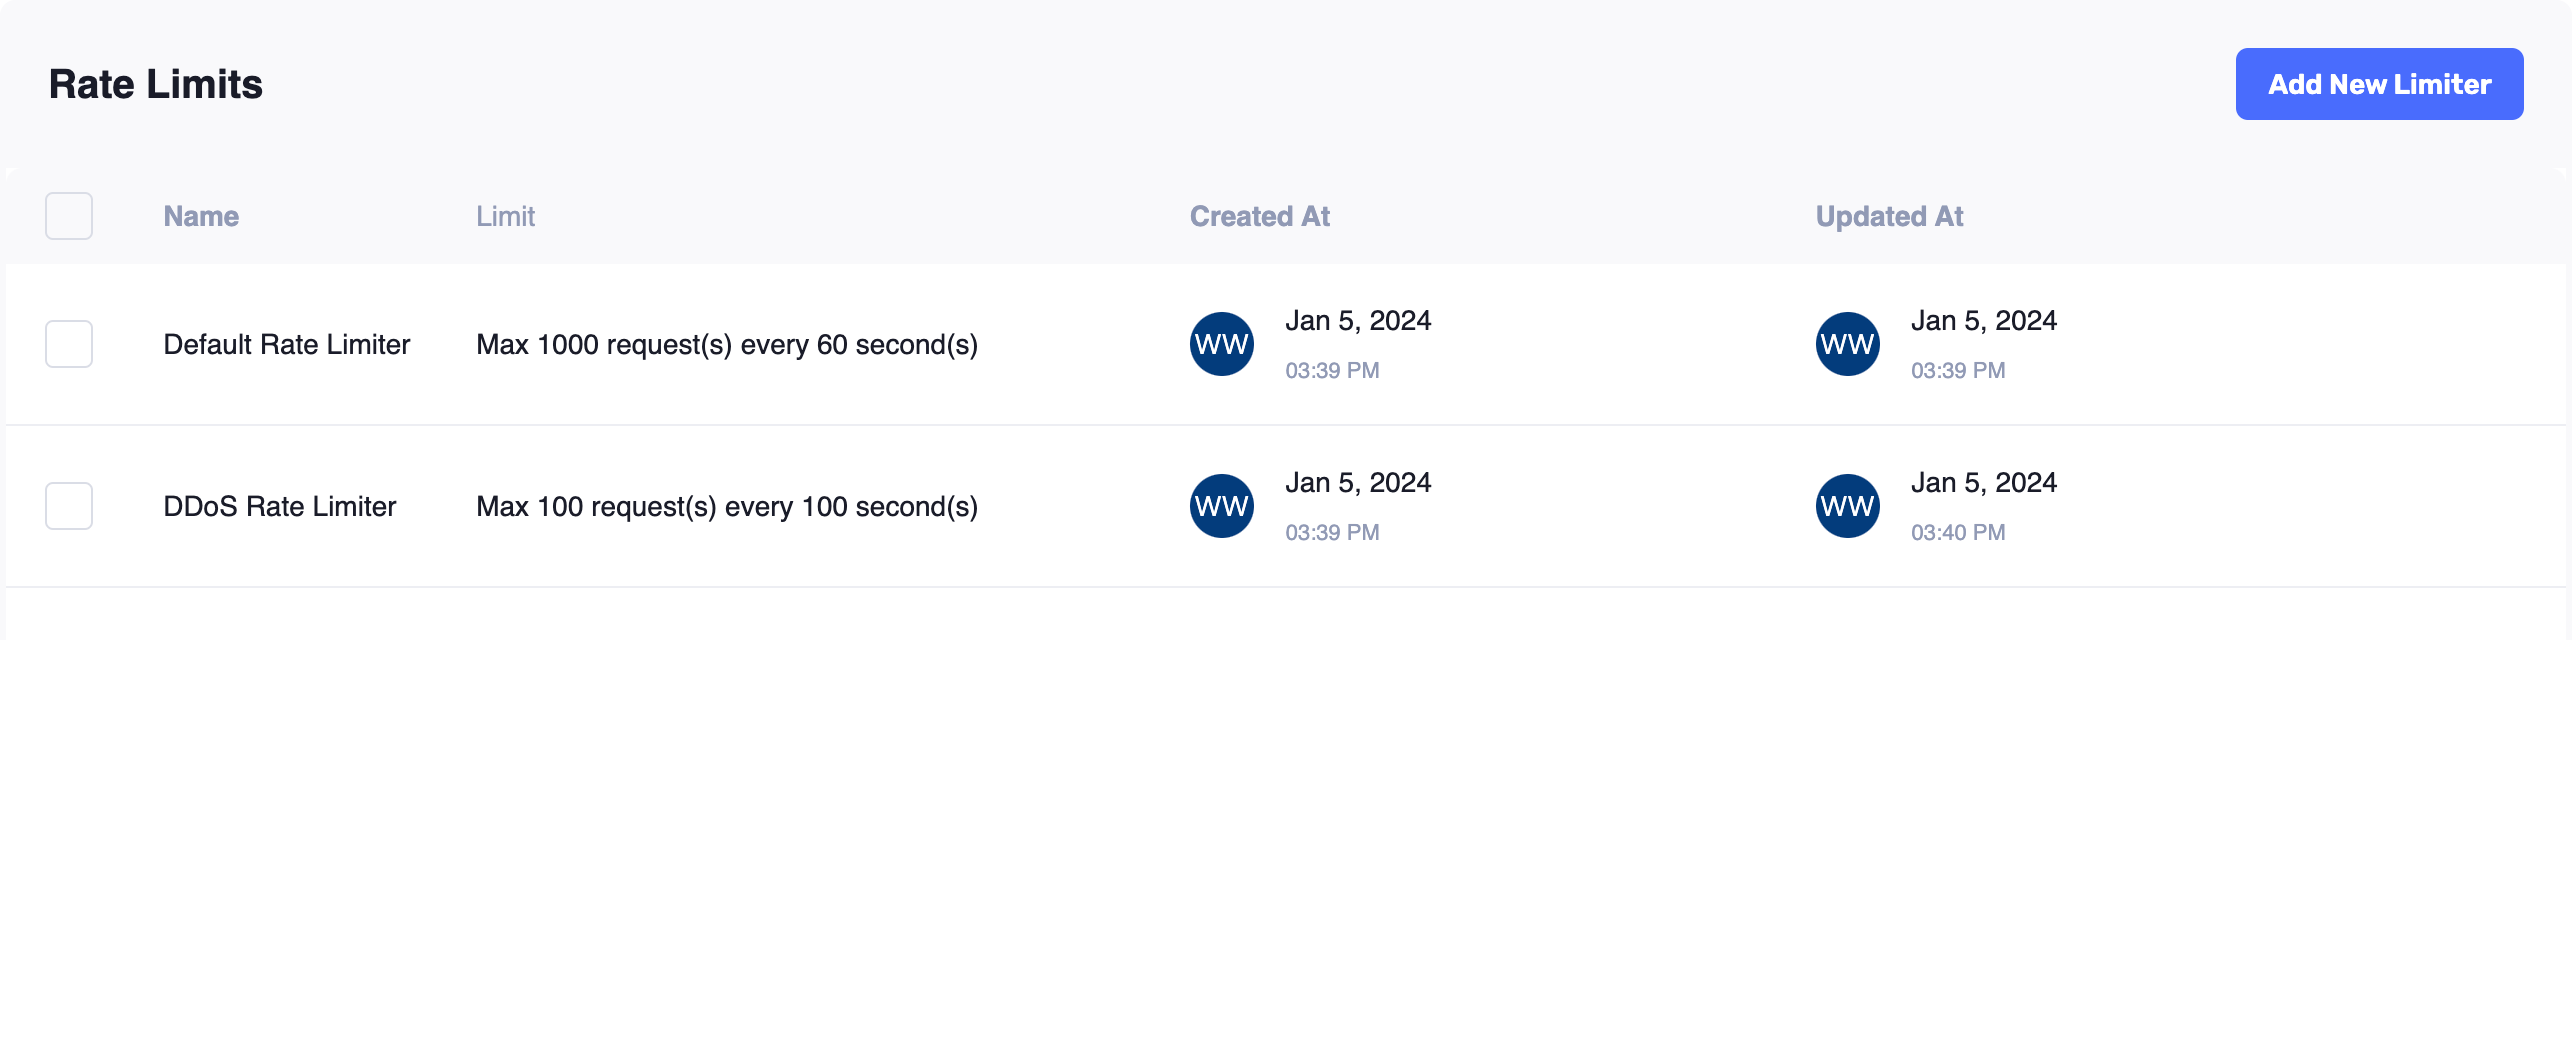 Rate Limits
Add New Limiter
Name Limit Created At Updated At
Default Rate Limiter Max 1000 request(s) every 60 second(s) WW Jan 5, 2024 WW Jan 5, 2024
03:39 PM 03:39 PM
DDoS Rate Limiter Max 100 request(s) every 100 second(s) WW Jan 5, 2024 WW Jan 5, 2024
03:39 PM 03:40 PM